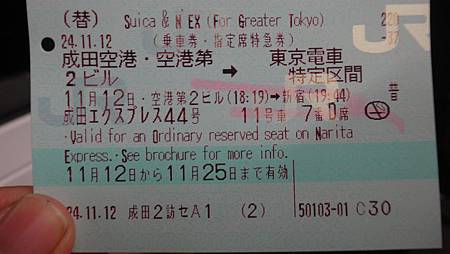 (替) Suica & N'EX (For Greater Tokyo) 220
24.11.12 (乗車券・指定席特急券) -37
成田空港・空港第2ビル → 東京電車特定区間
11月12日・空港第2ビル(18:19)→新宿(19:44)
成田エクスプレス44号 11号車 7番D席
・Valid for an Ordinary reserved seat on Narita
Express.・See brochure for more info.
11月12日から11月25日まで有効
24.11.12 成田2訪セA1 (2) 50103-01 C30
JR